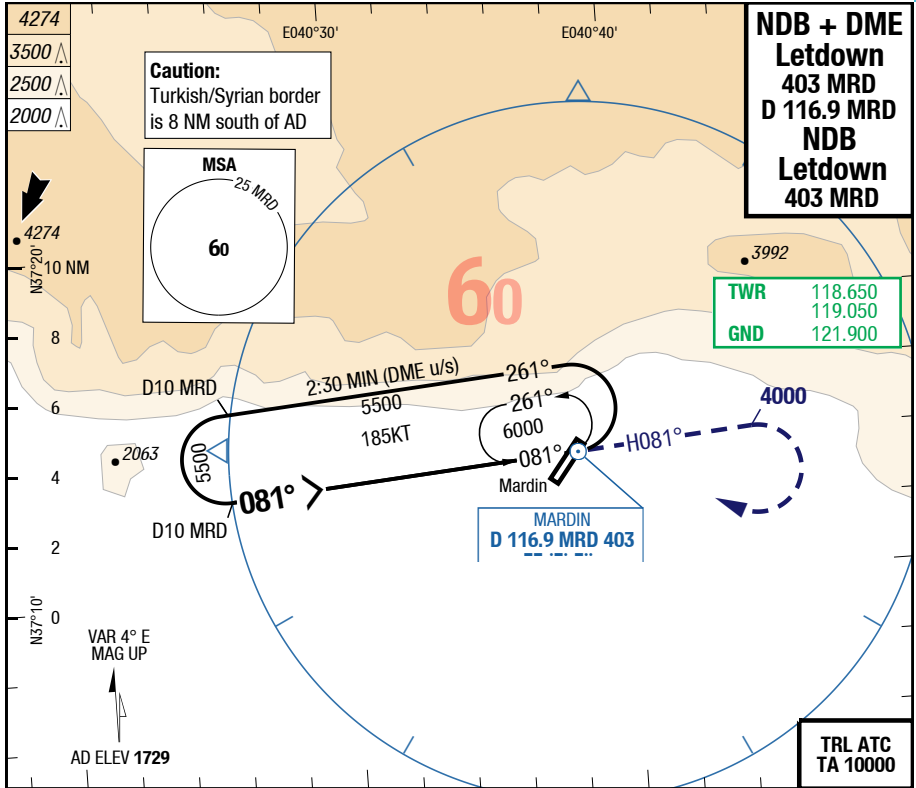 4274
3500
2500
2000
E040°30'
E040°40'
Caution:
Turkish/Syrian border
is 8 NM south of AD
NDB + DME
Letdown
403 MRD
D 116.9 MRD
NDB
Letdown
403 MRD
MSA
25 MRD
60
4274
N37°20'
10 NM
60
3992
TWR 118.650
119.050
GND 121.900
8
D10 MRD
2:30 MIN (DME u/s)
261°
5500
185KT
261°
6000
4000
6
H081°
2063
4
5500
081°
081°
Mardin
D10 MRD
MARDIN
D 116.9 MRD 403
2
N37°10'
0
VAR 4° E
MAG UP
AD ELEV 1729
TRL ATC
TA 10000